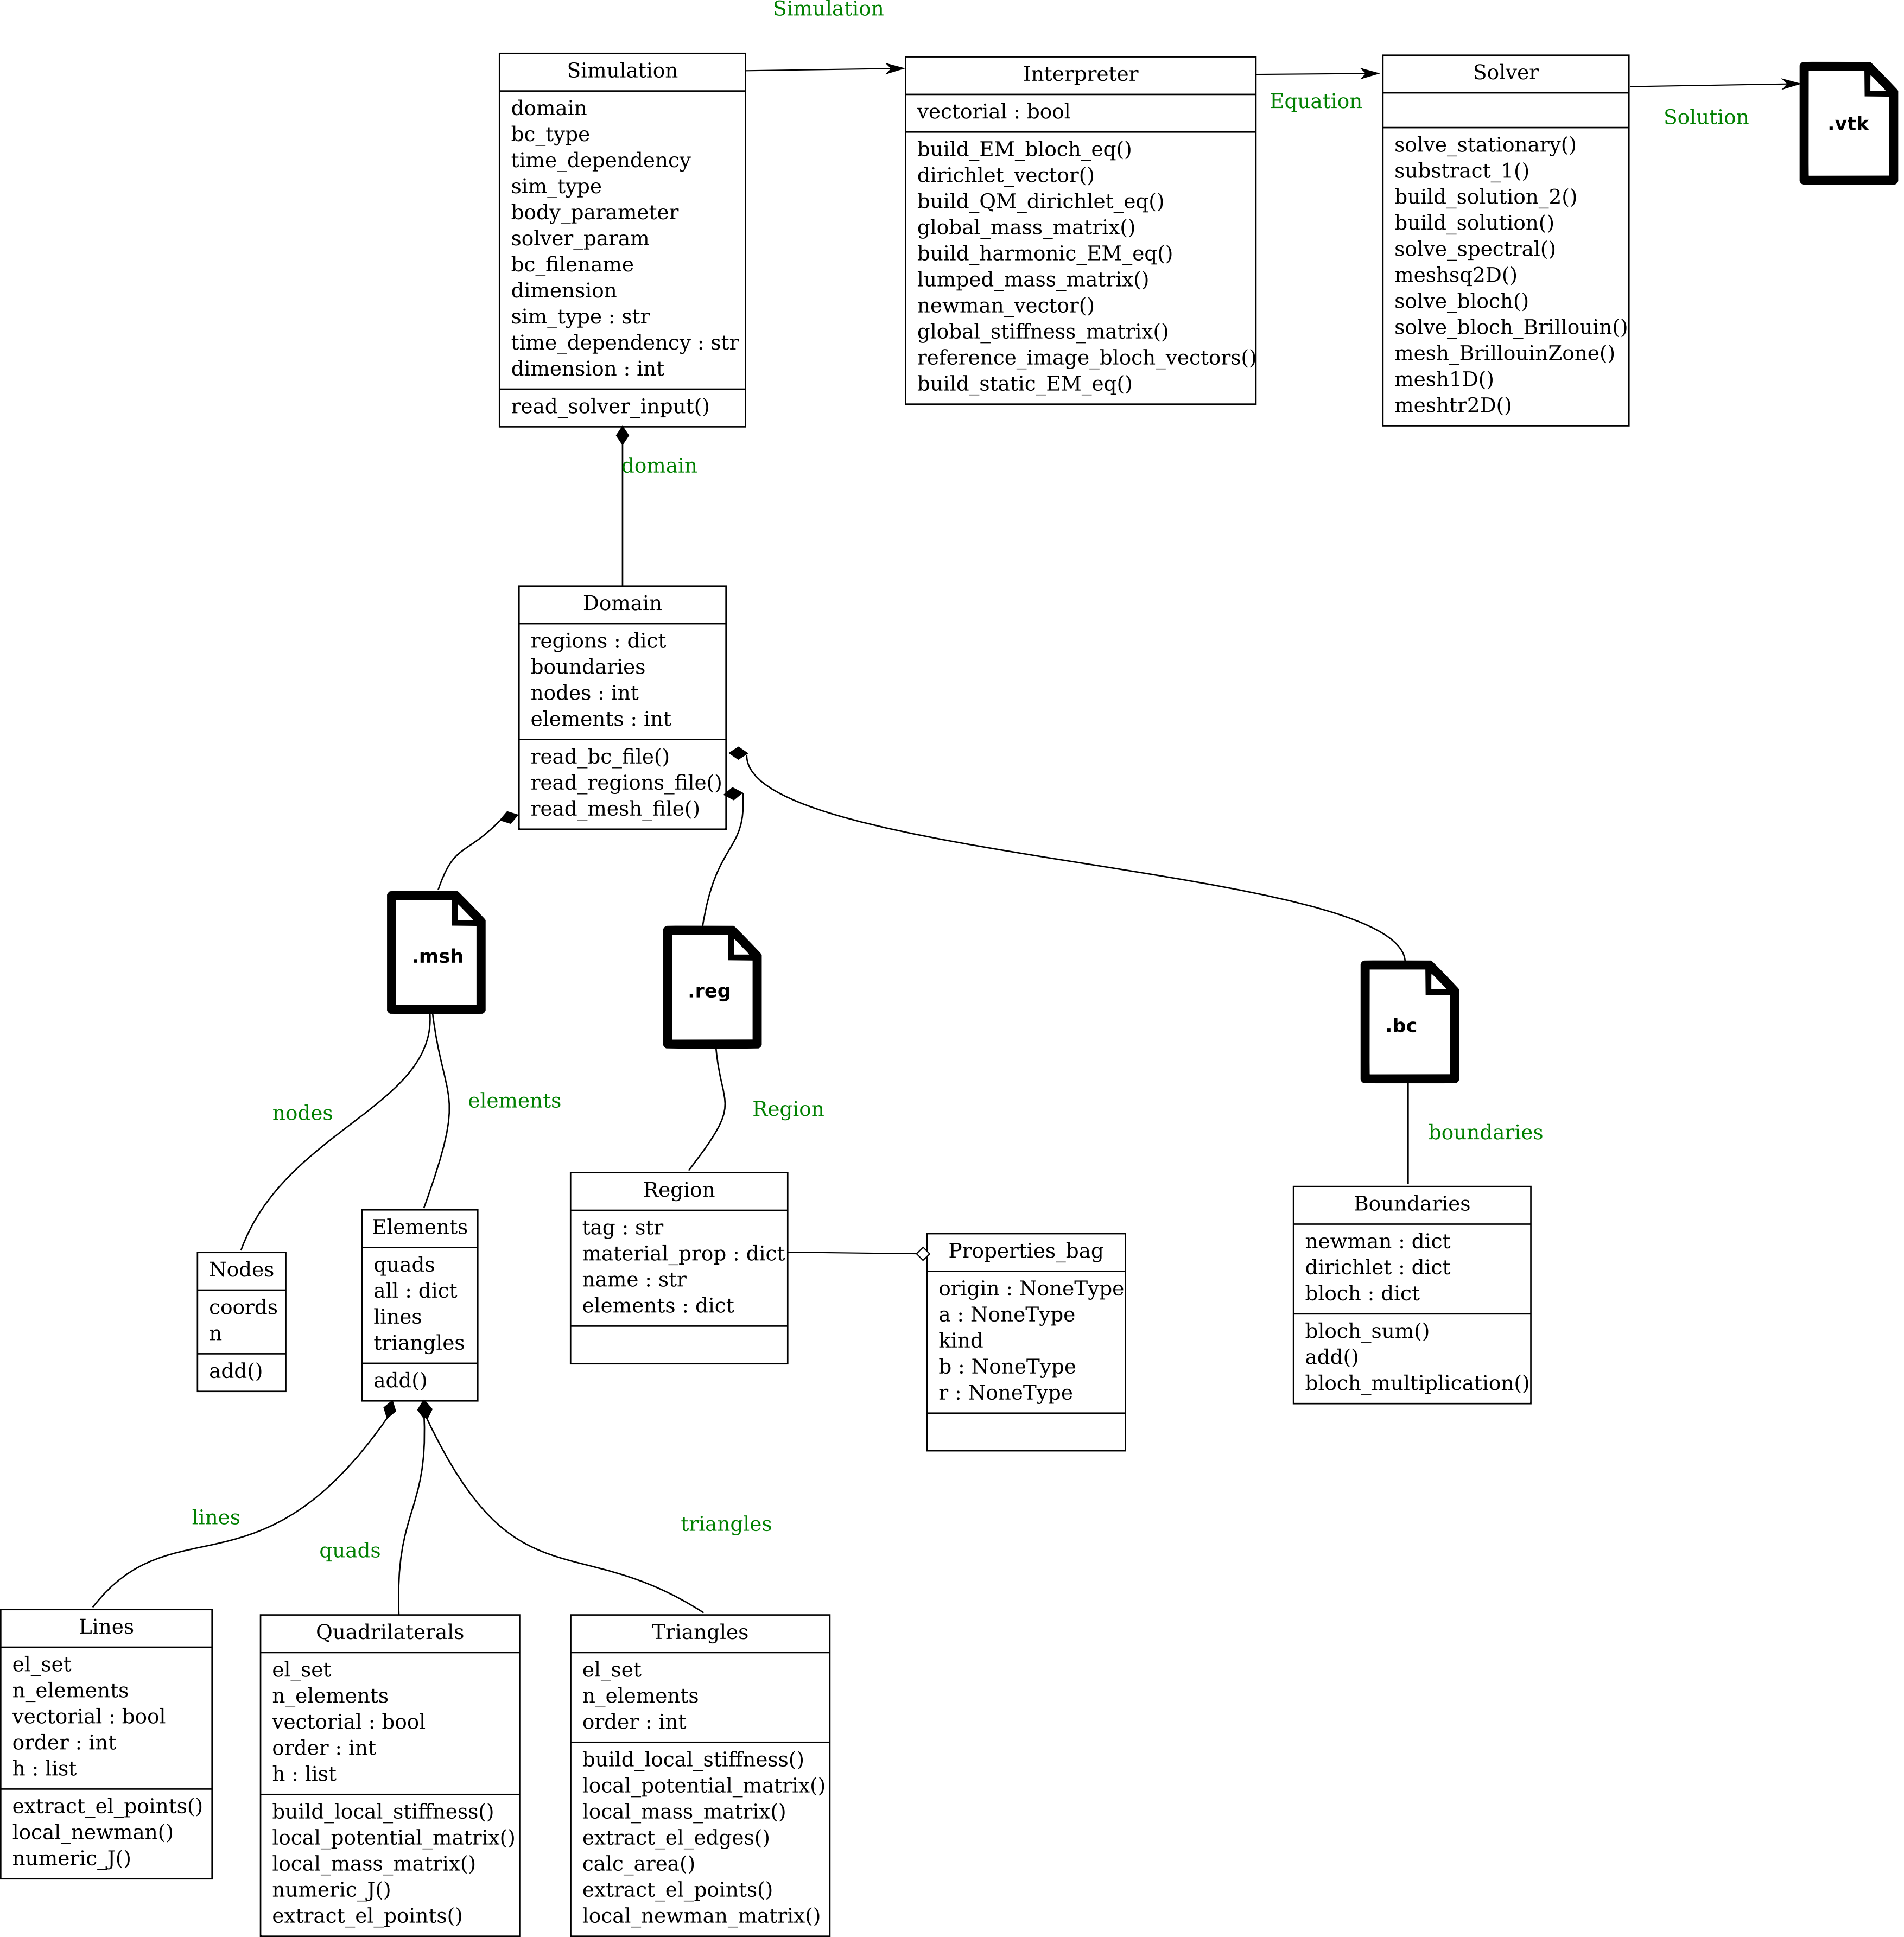 Simulation
Simulation
domain
bc_type
time_dependency
sim_type
body_parameter
solver_param
bc_filename
dimension
sim_type : str
time_dependency : str
dimension : int
read_solver_input()
Interpreter
vectorial : bool
build_EM_bloch_eq()
dirichlet_vector()
build_QM_dirichlet_eq()
global_mass_matrix()
build_harmonic_EM_eq()
lumped_mass_matrix()
newman_vector()
global_stiffness_matrix()
reference_image_bloch_vectors()
build_static_EM_eq()
Equation
Solver
solve_stationary()
substract_1()
build_solution_2()
build_solution()
solve_spectral()
meshsq2D()
solve_bloch()
solve_bloch_Brillouin()
mesh_BrillouinZone()
mesh1D()
meshtr2D()
Solution
.vtk
domain
Domain
regions : dict
boundaries
nodes : int
elements : int
read_bc_file()
read_regions_file()
read_mesh_file()
.msh
.reg
.bc
nodes
elements
Region
boundaries
Nodes
coords
n
add()
Elements
quads
all : dict
lines
triangles
add()
Region
tag : str
material_prop : dict
name : str
elements : dict
Properties_bag
origin : NoneType
a : NoneType
kind
b : NoneType
r : NoneType
Boundaries
newman : dict
dirichlet : dict
bloch : dict
bloch_sum()
add()
bloch_multiplication()
lines
quads
triangles
Lines
el_set
n_elements
vectorial : bool
order : int
h : list
extract_el_points()
local_newman()
numeric_J()
Quadrilaterals
el_set
n_elements
vectorial : bool
order : int
h : list
build_local_stiffness()
local_potential_matrix()
local_mass_matrix()
numeric_J()
extract_el_points()
Triangles
el_set
n_elements
order : int
build_local_stiffness()
local_potential_matrix()
local_mass_matrix()
extract_el_edges()
calc_area()
extract_el_points()
local_newman_matrix()